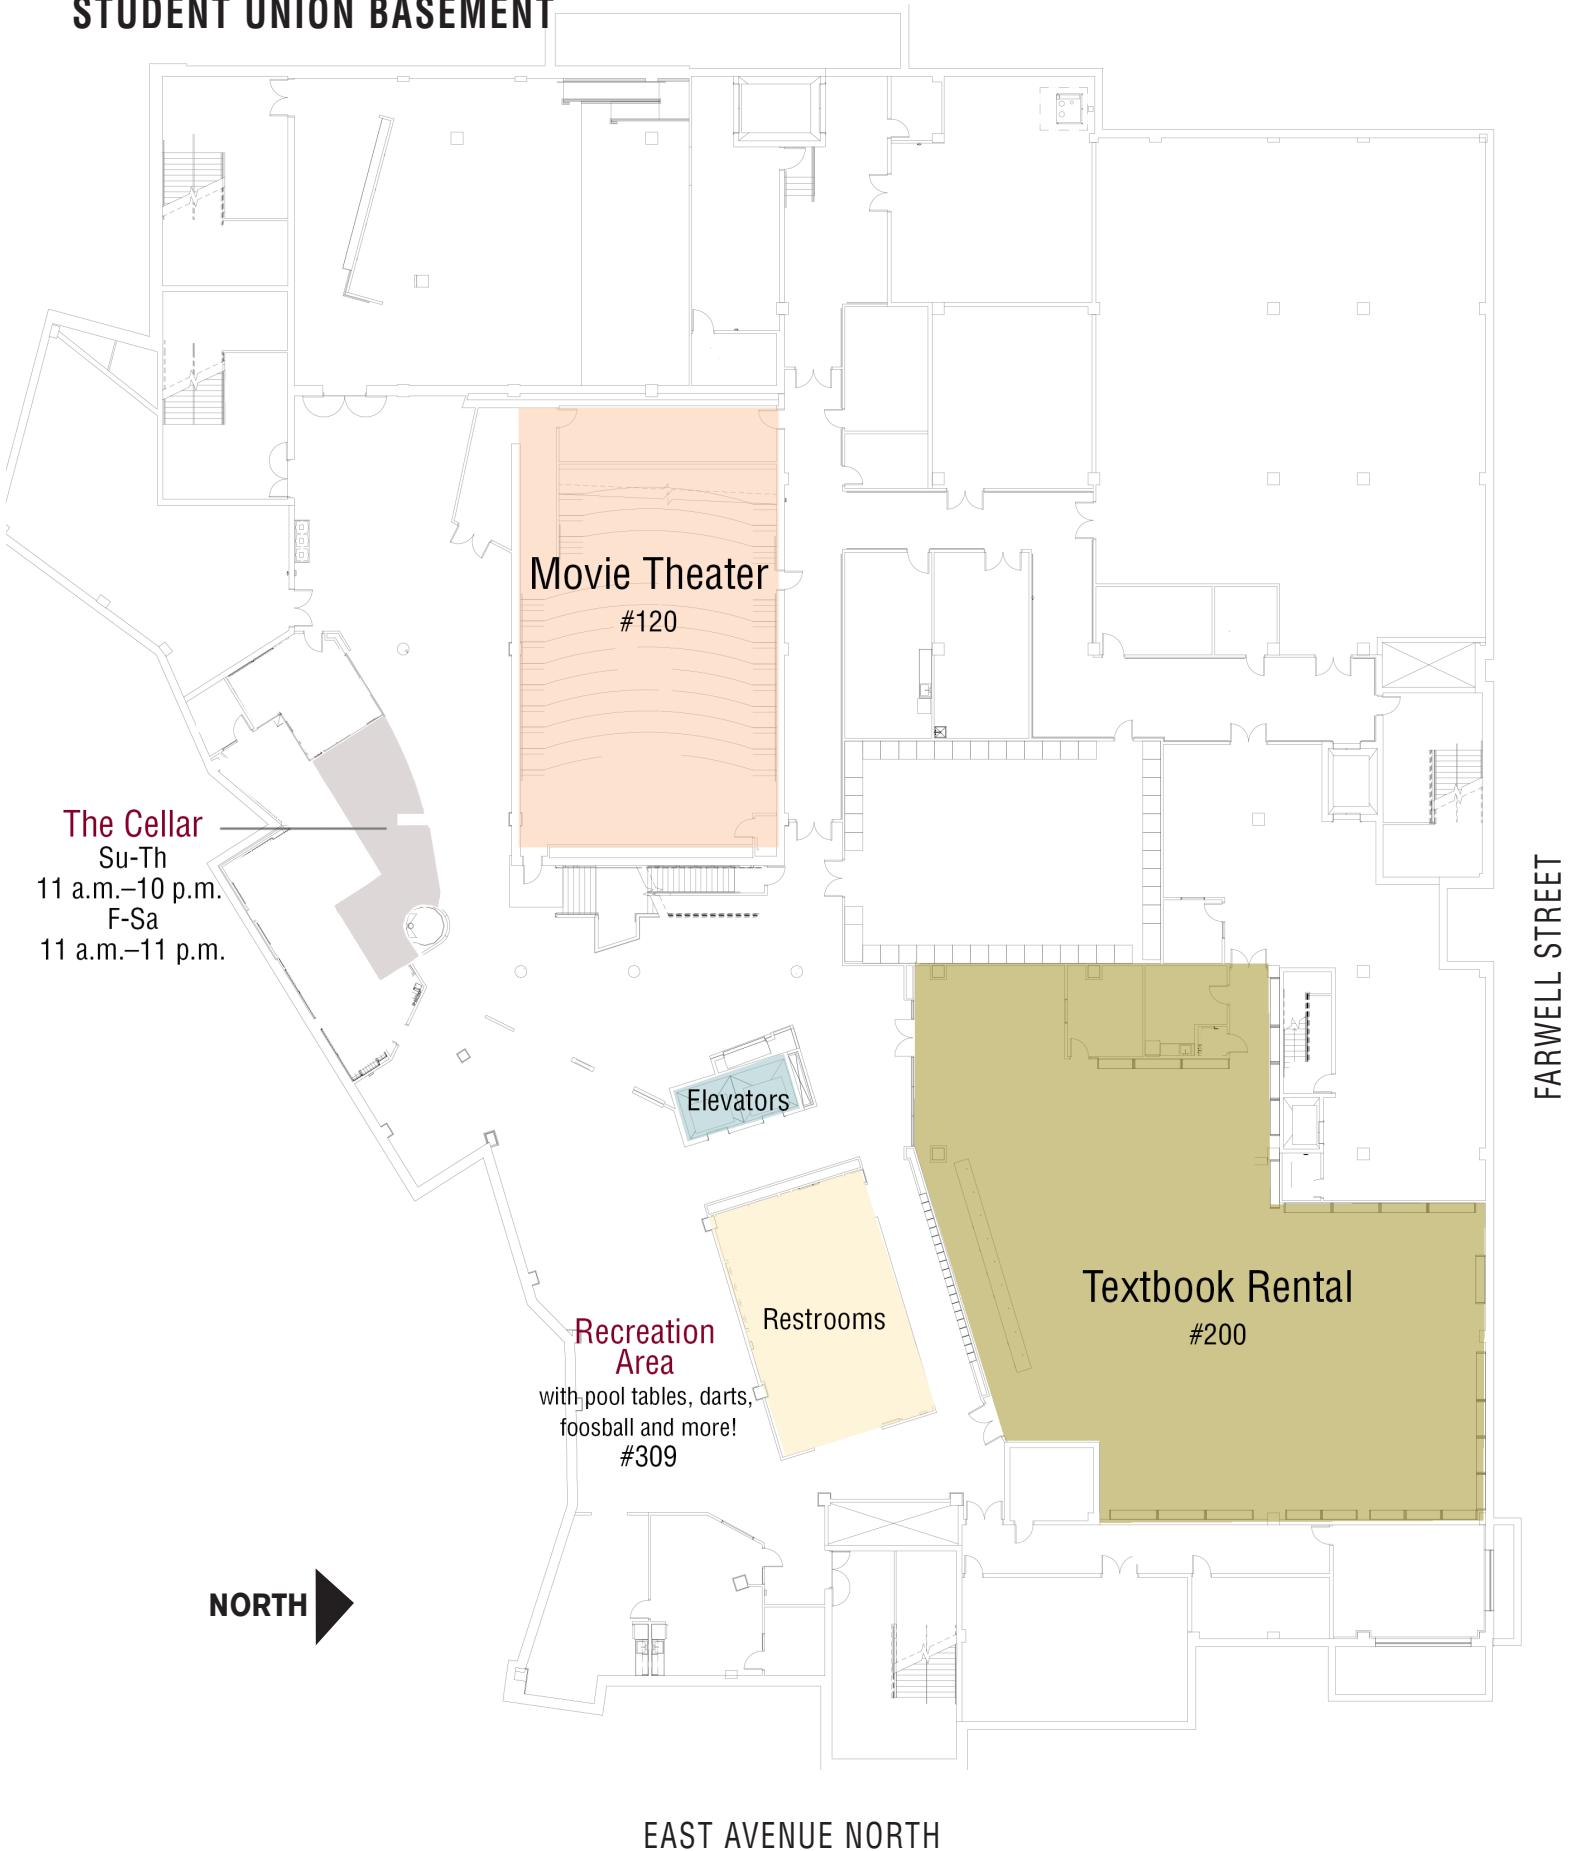 STUDENT UNION BASEMENT
Movie Theater
#120
The Cellar
Su-Th
11 a.m.–10 p.m.
F-Sa
11 a.m.–11 p.m.
FARWELL STREET
Elevators
Textbook Rental
#200
Restrooms
Recreation
Area
with pool tables, darts,
foosball and more!
#309
NORTH
EAST AVENUE NORTH